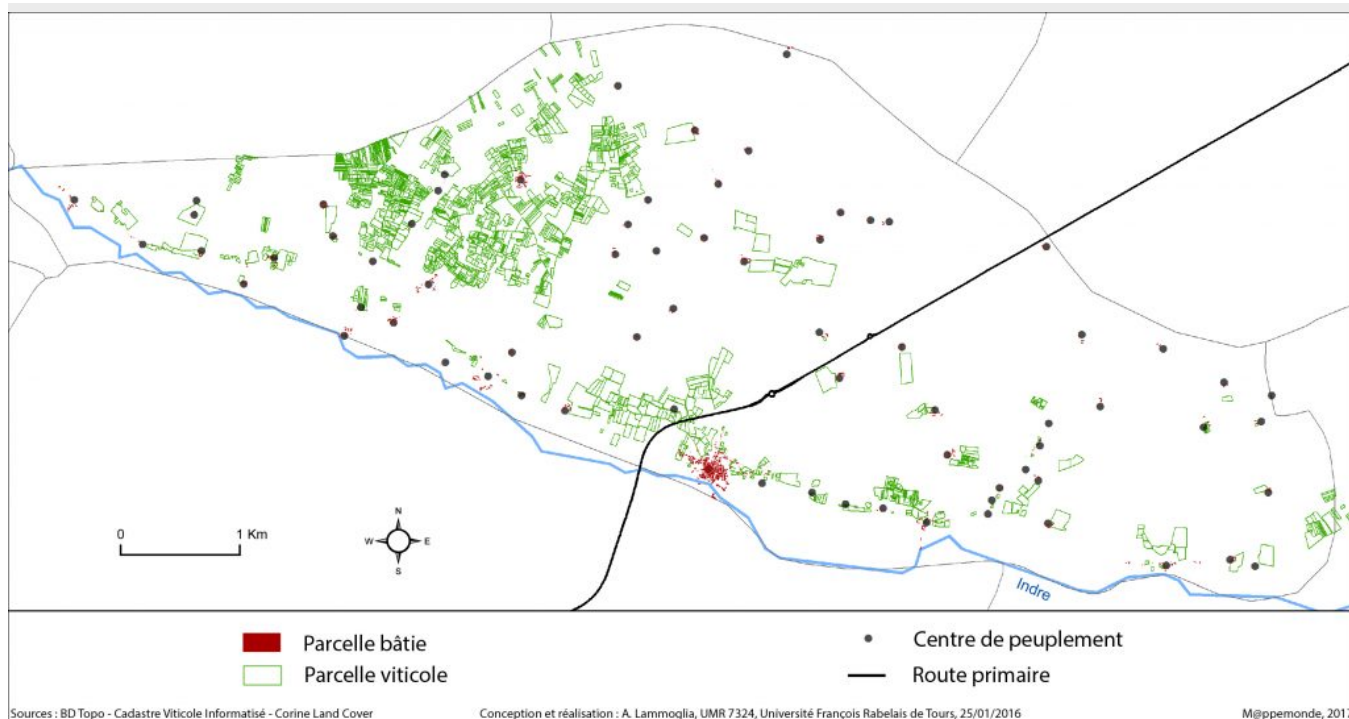 N
W E
S
0 1 Km
Indre
Parcelle bâtie
Parcelle viticole
Centre de peuplement
Route primaire
Sources : BD Topo - Cadastre Viticole Informatisé - Corine Land Cover Conception et réalisation : A. Lammoglia, UMR 7324, Université François Rabelais de Tours, 25/01/2016 M@ppemonde, 2017